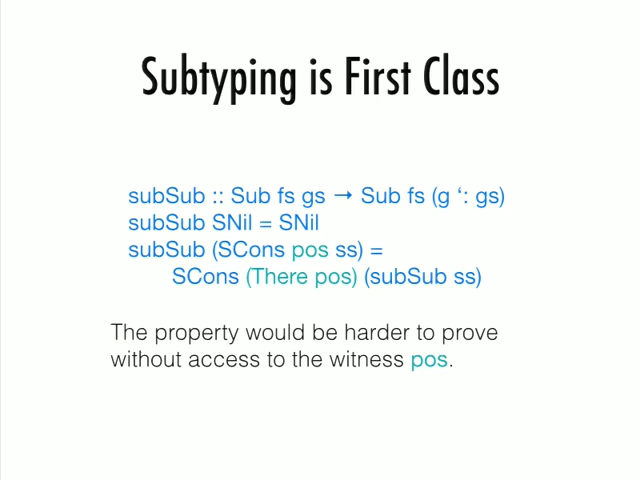 Subtyping is First Class
subSub :: Sub fs gs → Sub fs (g ‘: gs)
subSub SNil = SNil
subSub (SCons pos ss) =
SCons (There pos) (subSub ss)
The property would be harder to prove
without access to the witness pos.